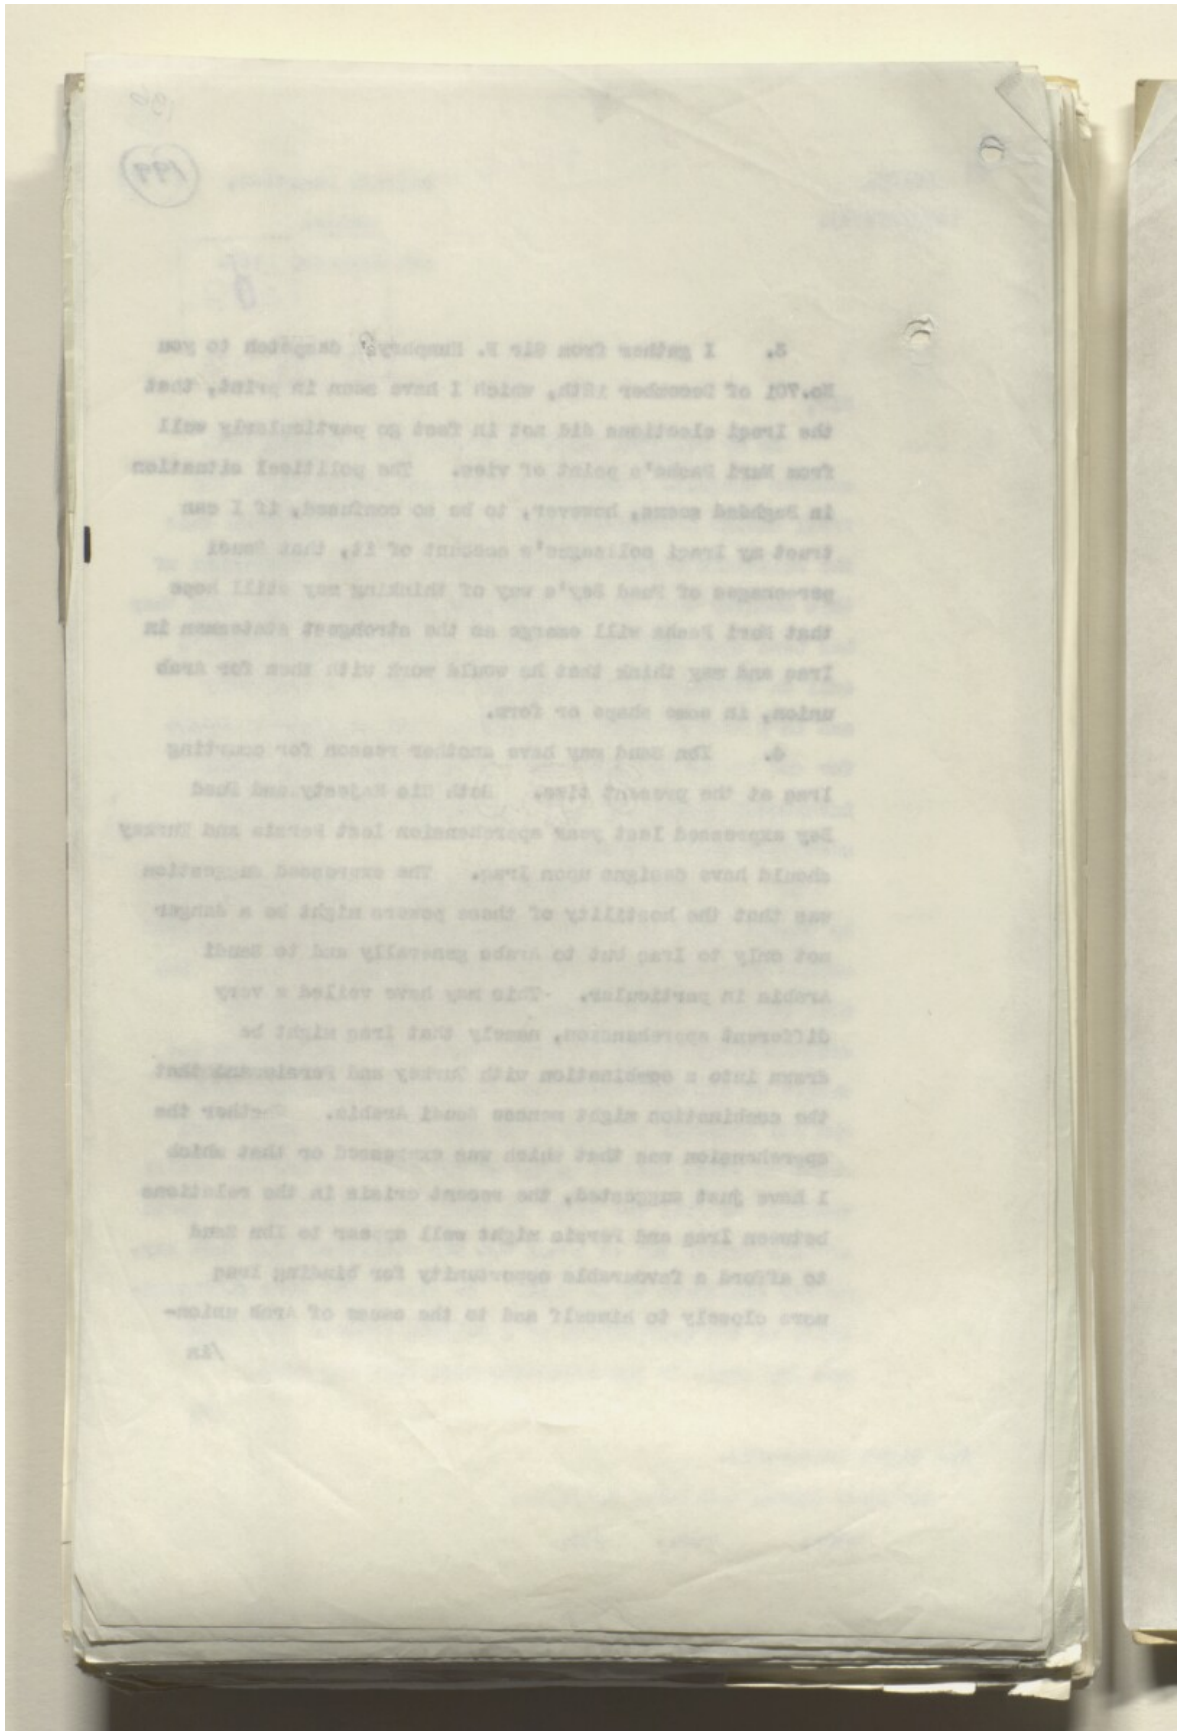 199
3. I gather from Sir F. Humphrys' despatch to you
No.701 of December 18th, which I have seen in print, that
the Iraqi elections did not in fact go particularly well
from Nuri Pasha's point of view. The political situation
in Baghdad seems, however, to be so confused, if I can
trust my Iraqi colleague's account of it, that Saudi
personages of Fuad Bey's way of thinking may still hope
that Nuri Pasha will emerge as the strongest statesman in
Iraq and may think that he would work with them for Arab
union, in some shape or form.
4. Ibn Saud may have another reason for courting
Iraq at the present time. Both His Majesty and Fuad
Bey expressed last year apprehension lest Persia and Turkey
should have designs upon Iraq. The expressed suggestion
was that the hostility of these powers might be a danger
not only to Iraq but to Arabs generally and to Saudi
Arabia in particular. This may have veiled a very
different apprehension, namely that Iraq might be
drawn into a combination with Turkey and Persia and that
the combination might menace Saudi Arabia. Whether the
apprehension was that which was expressed or that which
I have just suggested, the recent crisis in the relations
between Iraq and Persia might well appear to Ibn Saud
to afford a favourable opportunity for binding Iraq
more closely to himself and to the cause of Arab union-
/in